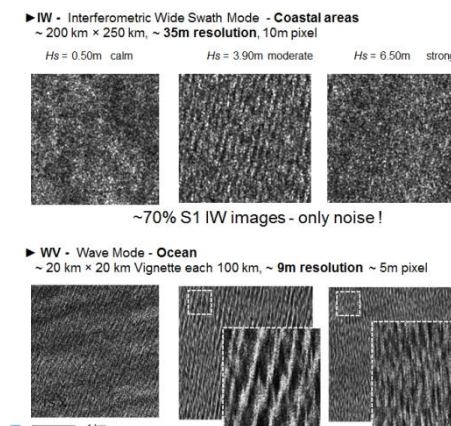 ►IW - Interferometric Wide Swath Mode - Coastal areas
~ 200 km × 250 km, ~ 35m resolution, 10m pixel
Hs = 0.50m calm Hs = 3.90m moderate Hs = 6.50m strong
~70% S1 IW images - only noise !
► WV - Wave Mode - Ocean
~ 20 km × 20 km Vignette each 100 km, ~ 9m resolution ~ 5m pixel